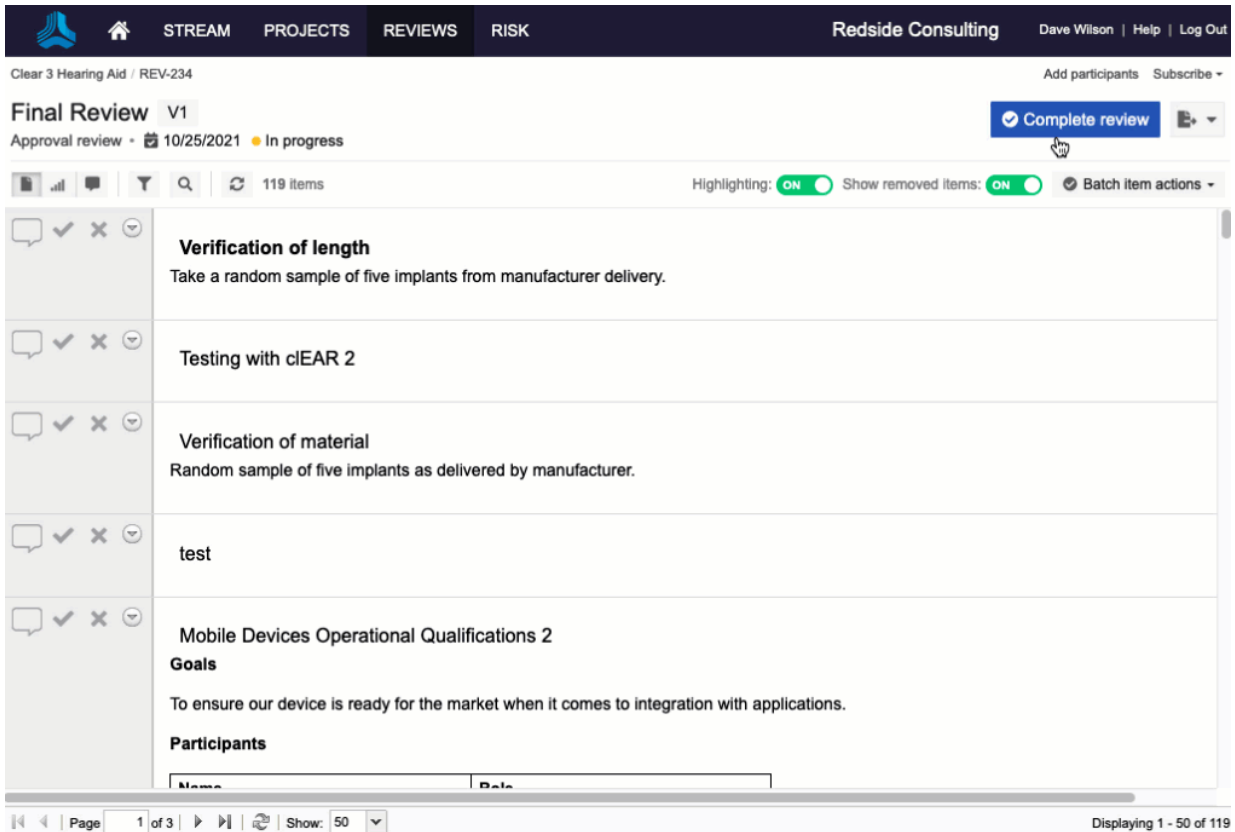 STREAM PROJECTS REVIEWS RISK Redside Consulting Dave Wilson | Help | Log Out
Clear 3 Hearing Aid / REV-234 Add participants Subscribe
Final Review V1 Complete review
Approval review • 10/25/2021 In progress
119 items Highlighting: ON Show removed items: ON Batch item actions
Verification of length
Take a random sample of five implants from manufacturer delivery.
Testing with clEAR 2
Verification of material
Random sample of five implants as delivered by manufacturer.
test
Mobile Devices Operational Qualifications 2
Goals
To ensure our device is ready for the market when it comes to integration with applications.
Participants
Name Role
Page 1 of 3 Show: 50 Displaying 1 - 50 of 119